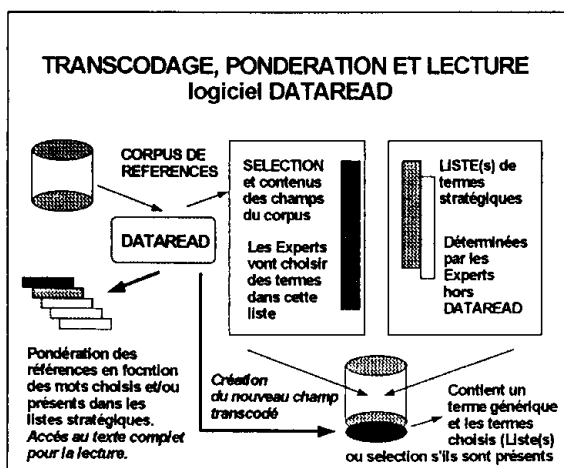 TRANSCODAGE, PONDERATION ET LECTURE
logiciel DATAREAD
CORPUS DE
REFERENCES
DATAREAD
SELECTION
et contenus
des champs
du corpus
Les Experts
vont choisir
des termes
dans cette
liste
LISTE(s) de
termes
stratégiques
Déterminées
par les
Experts
hors
DATAREAD
Pondération des
références en focntion
des mots choisis et/ou
présents dans les
listes stratégiques.
Accès au texte complet
pour la lecture.
Création
du nouveau champ
transcodé
Contient un
terme générique
et les termes
choisis (Liste(s)
ou selection s'ils sont présents